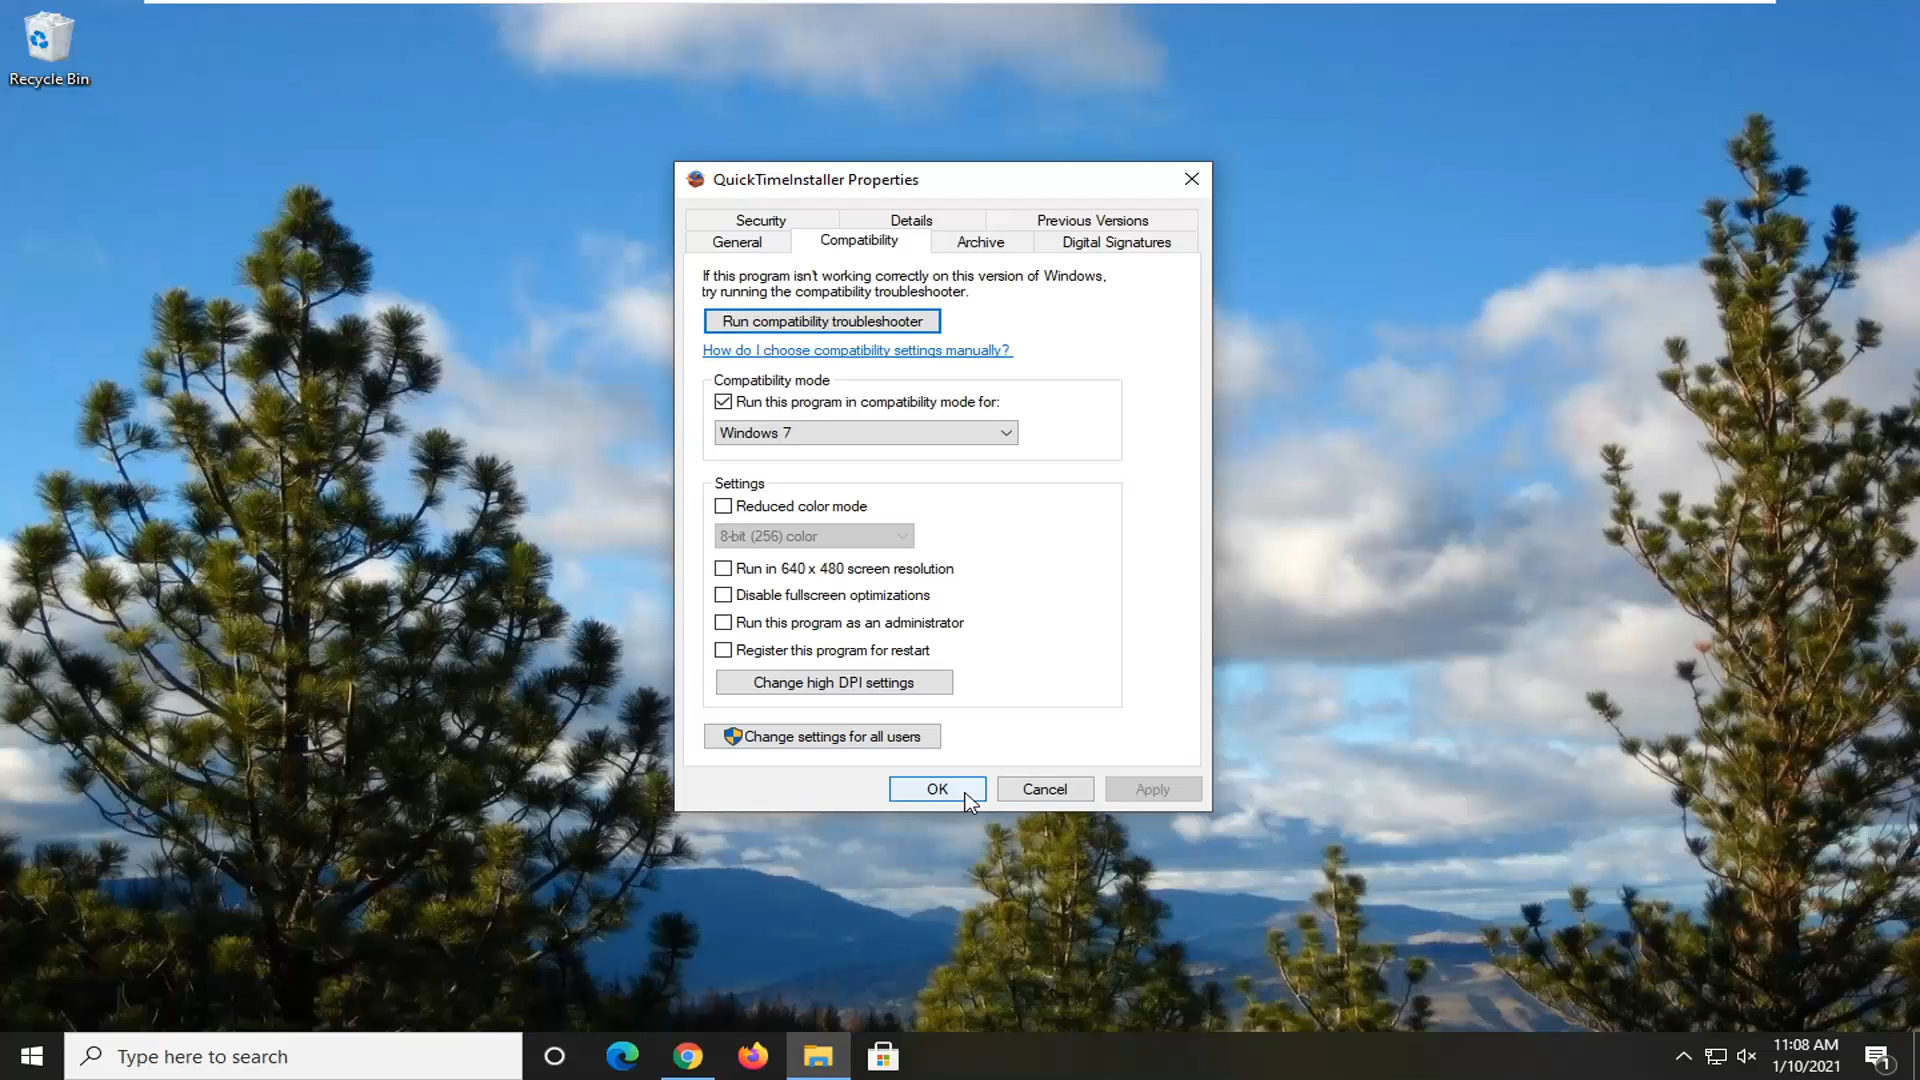 Recycle Bin
QuickTimeInstaller Properties
Security Details Previous Versions
General Compatibility Archive Digital Signatures
If this program isn't working correctly on this version of Windows,
try running the compatibility troubleshooter.
Run compatibility troubleshooter
How do I choose compatibility settings manually?
Compatibility mode
Run this program in compatibility mode for:
Windows 7
Settings
Reduced color mode
8-bit (256) color
Run in 640 x 480 screen resolution
Disable fullscreen optimizations
Run this program as an administrator
Register this program for restart
Change high DPI settings
Change settings for all users
OK Cancel Apply
Type here to search
11:08 AM
1/10/2021
1